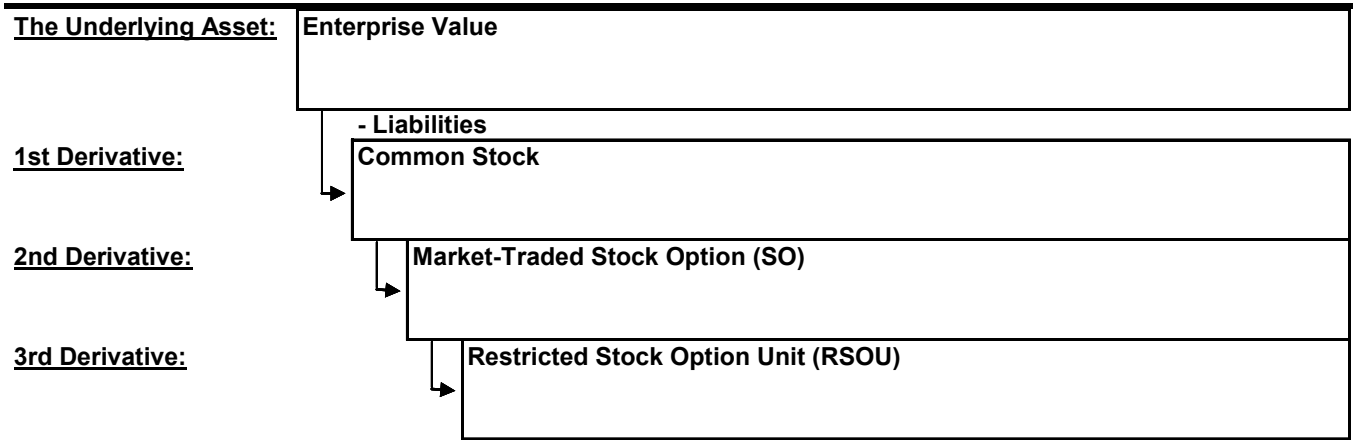 The Underlying Asset: Enterprise Value
- Liabilities
1st Derivative: Common Stock
2nd Derivative: Market-Traded Stock Option (SO)
3rd Derivative: Restricted Stock Option Unit (RSOU)